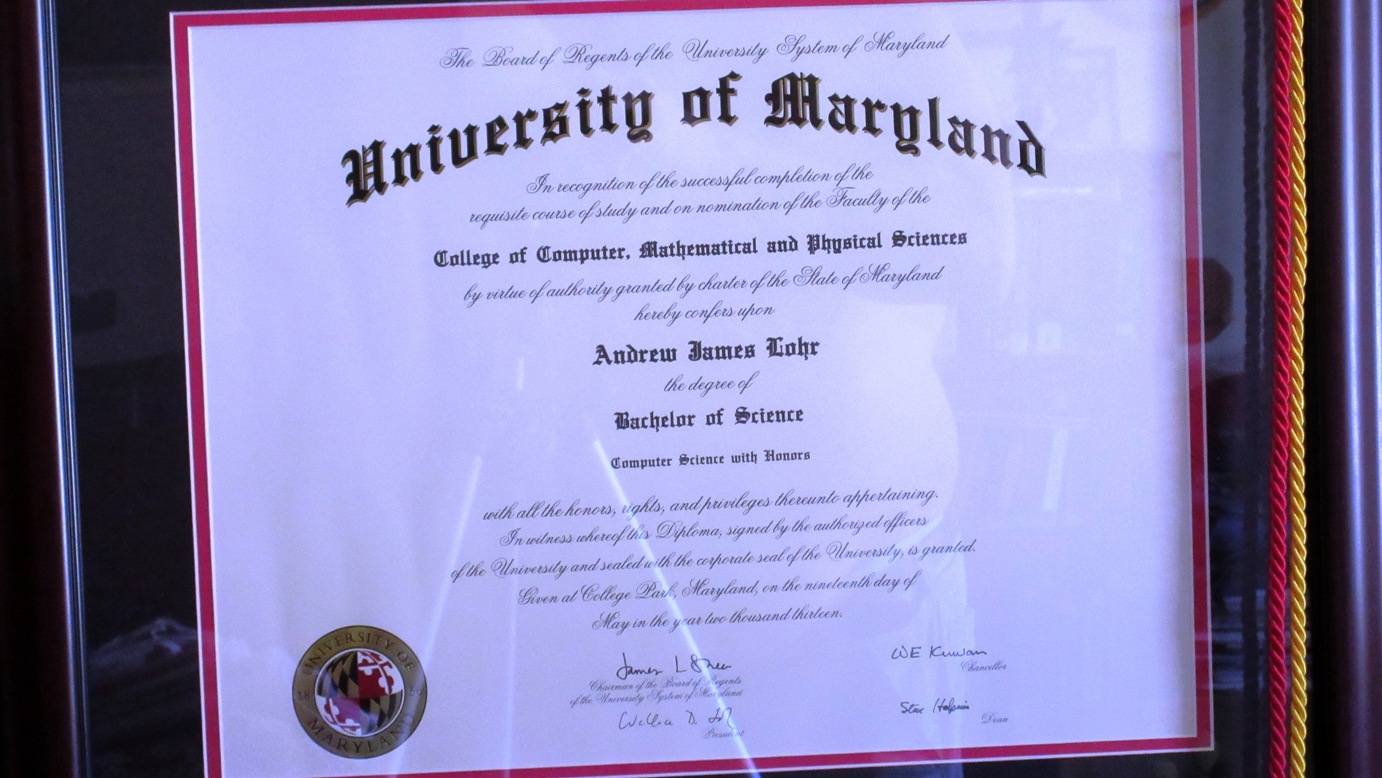 The Board of Regents of the University System of Maryland
University of Maryland
In recognition of the successful completion of the
requisite course of study and on nomination of the Faculty of the
College of Computer, Mathematical and Physical Sciences
by virtue of authority granted by charter of the State of Maryland
hereby confers upon
Andrew James Lohr
the degree of
Bachelor of Science
Computer Science with Honors
with all the honors, rights, and privileges thereunto appertaining.
In witness whereof this Diploma, signed by the authorized officers
of the University and sealed with the corporate seal of the University, is granted.
Given at College Park, Maryland, on the nineteenth day of
May in the year two thousand thirteen.
UNIVERSITY OF
18 56
MARYLAND
James L
Chairman of the Board of Regents
of the University System of Maryland
D.
President
WE Kirwan
Chancellor
Steve Halperin
Dean